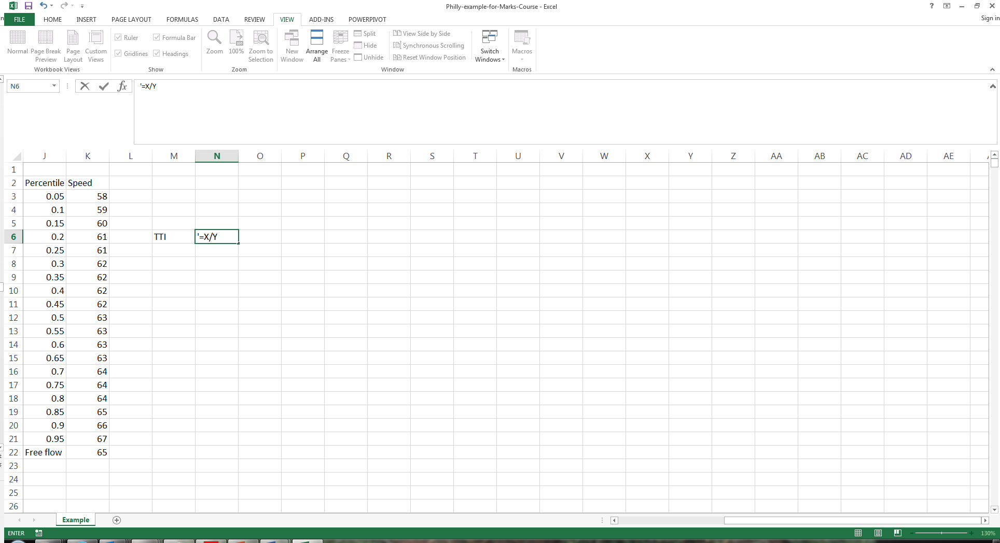 Philly-example-for-Marks-Course - Excel
?
Sign in
FILE HOME INSERT PAGE LAYOUT FORMULAS DATA REVIEW VIEW ADD-INS POWERPIVOT
Normal
Page Break Preview
Page Layout
Custom Views
Workbook Views
Ruler
Formula Bar
Gridlines
Headings
Show
Zoom
100%
Zoom to Selection
Zoom
New Window
Arrange All
Freeze Panes
Split
Hide
Unhide
View Side by Side
Synchronous Scrolling
Reset Window Position
Switch Windows
Window
Macros
Macros
N6
fx
'=X/Y
J K L M N O P Q R S T U V W X Y Z AA AB AC AD AE
1
2 Percentile Speed
3 0.05 58
4 0.1 59
5 0.15 60
6 0.2 61 TTI '=X/Y
7 0.25 61
8 0.3 62
9 0.35 62
10 0.4 62
11 0.45 62
12 0.5 63
13 0.55 63
14 0.6 63
15 0.65 63
16 0.7 64
17 0.75 64
18 0.8 64
19 0.85 65
20 0.9 66
21 0.95 67
22 Free flow 65
23
24
25
26
Example
ENTER
130%